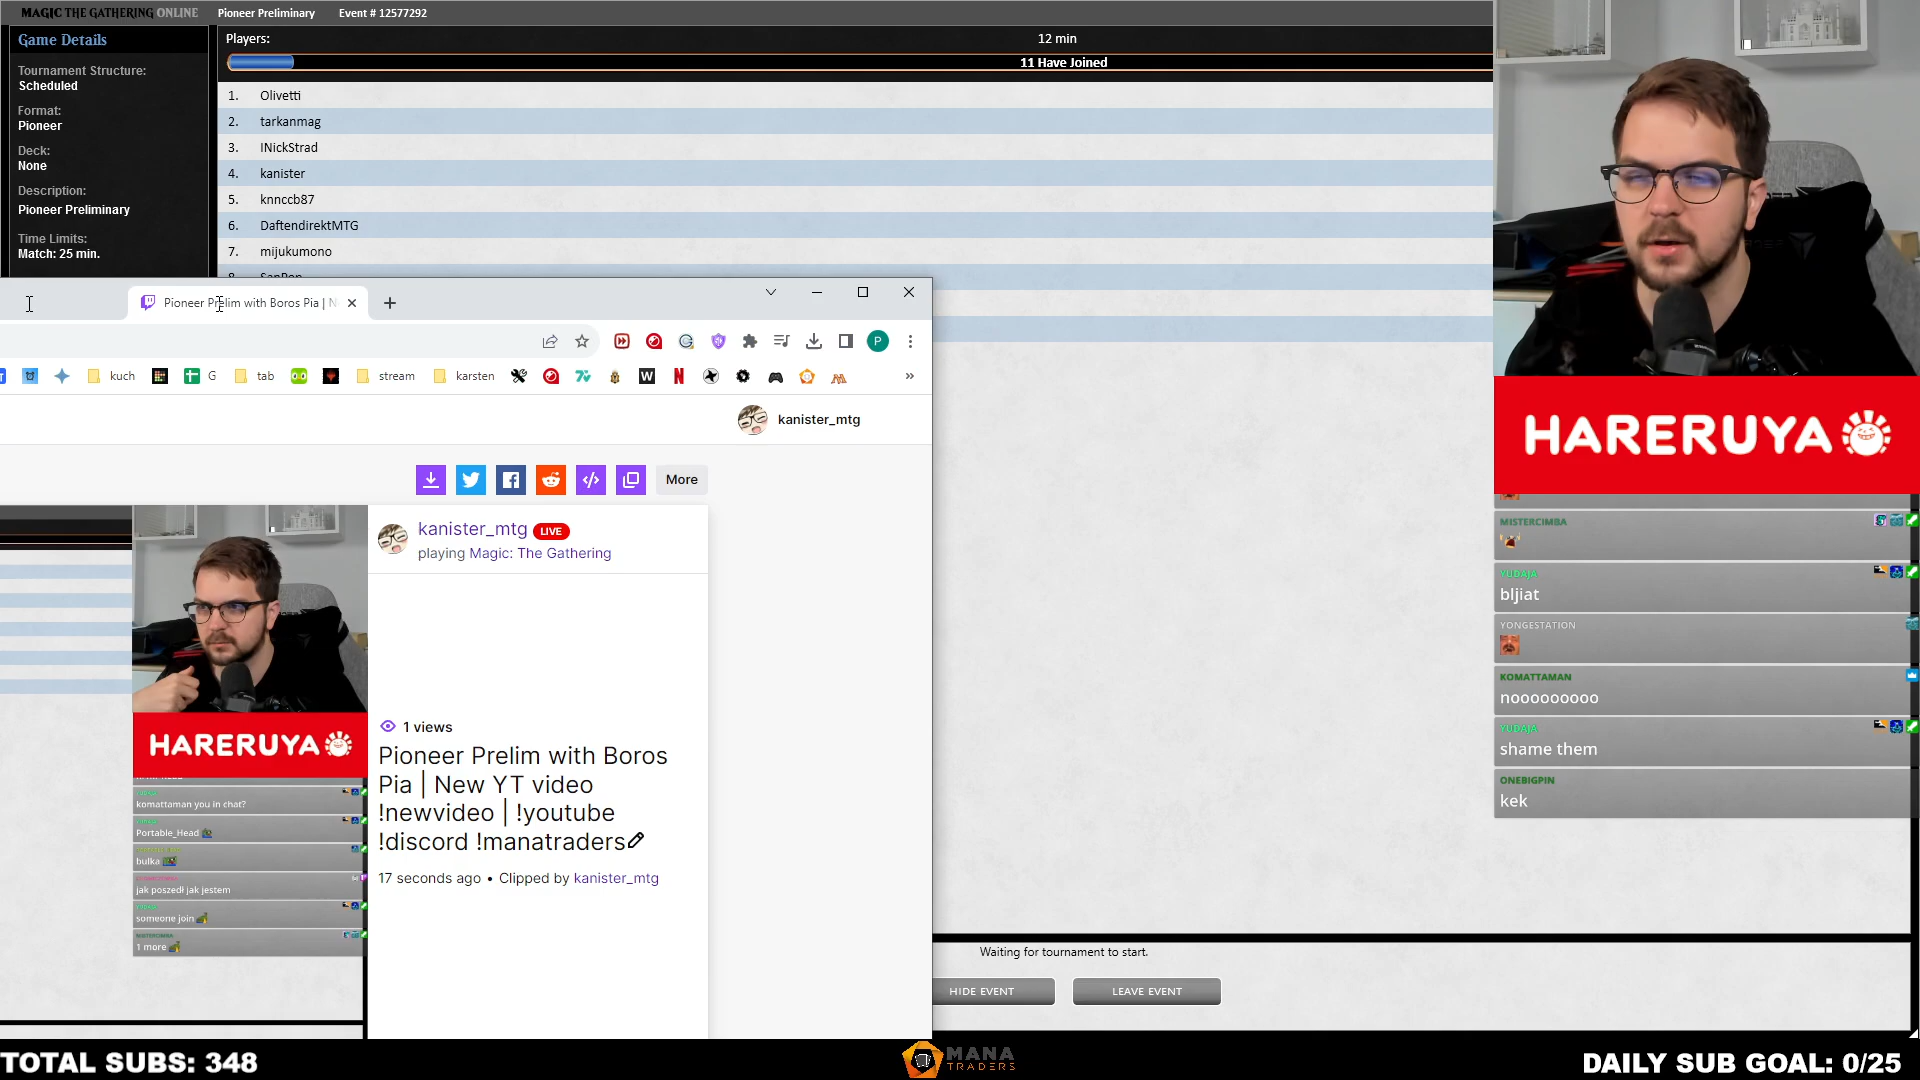 MAGIC THE GATHERING ONLINE
Pioneer Preliminary
Event # 12577292
Game Details
Tournament Structure:
Scheduled
Format:
Pioneer
Deck:
None
Description:
Pioneer Preliminary
Time Limits:
Match: 25 min.
Players:
12 min
11 Have Joined
1. Olivetti
2. tarkanmag
3. INickStrad
4. kanister
5. knnccb87
6. DaftendirektMTG
7. mijukumono
Pioneer Prelim with Boros Pia | N
P
kuch
G
tab
stream
karsten
W
N
kanister_mtg
More
kanister_mtg LIVE
playing Magic: The Gathering
1 views
Pioneer Prelim with Boros
Pia | New YT video
!newvideo | !youtube
!discord !manatraders
17 seconds ago • Clipped by kanister_mtg
HARERUYA
komattaman you in chat?
Portable_Head
bulka
jak poszedł jak jestem
someone join
1 more
HARERUYA
MISTERCIMBA
YUDAJA
bljiat
YONGESTATION
KOMATTAMAN
nooooooooo
YUDAJA
shame them
ONEBIGPIN
kek
Waiting for tournament to start.
HIDE EVENT
LEAVE EVENT
TOTAL SUBS: 348
MANA
TRADERS
DAILY SUB GOAL: 0/25